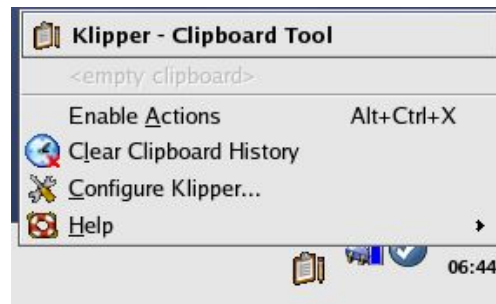 Klipper - Clipboard Tool
<empty clipboard>
Enable Actions Alt+Ctrl+X
Clear Clipboard History
Configure Klipper...
Help
06:44